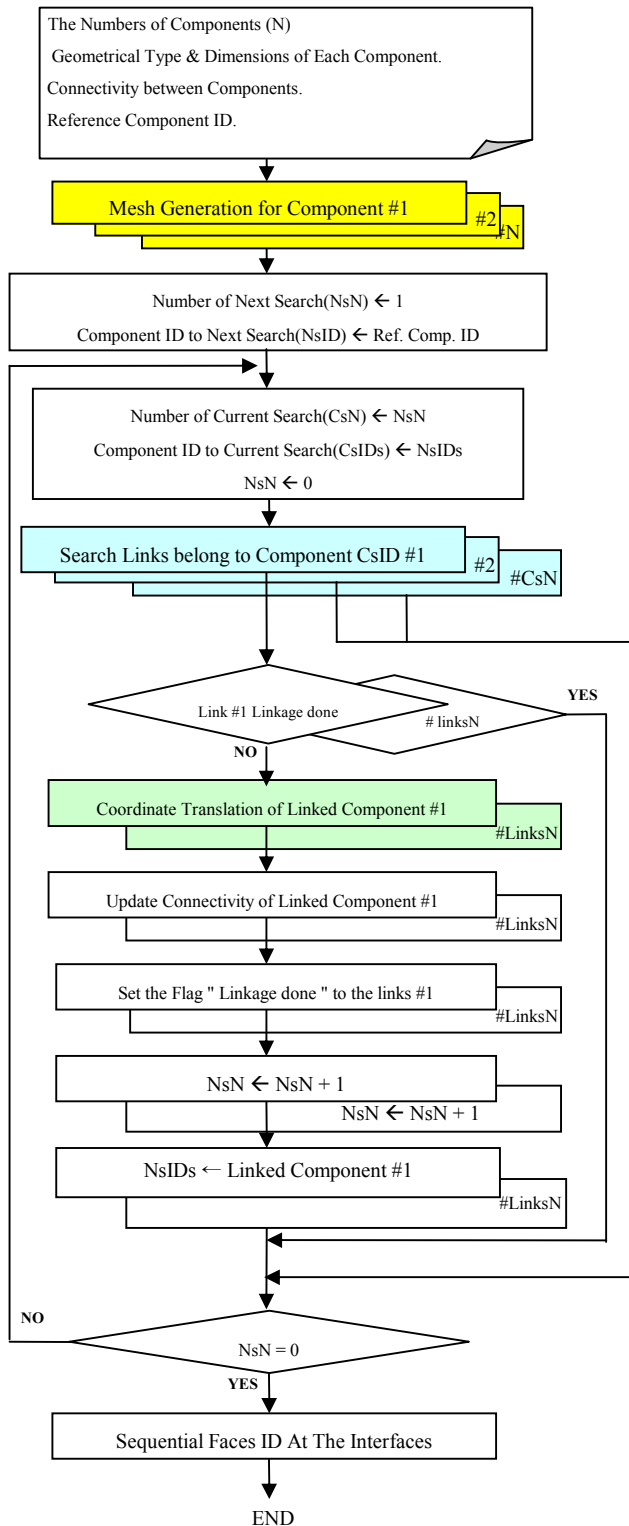 The Numbers of Components (N)
Geometrical Type & Dimensions of Each Component.
Connectivity between Components.
Reference Component ID.
Mesh Generation for Component #1
#2
#N
Number of Next Search(NsN) ← 1
Component ID to Next Search(NsID) ← Ref. Comp. ID
Number of Current Search(CsN) ← NsN
Component ID to Current Search(CsIDs) ← NsIDs
NsN ← 0
Search Links belong to Component CsID #1
#2
#CsN
Link #1 Linkage done
# linksN
YES
NO
Coordinate Translation of Linked Component #1
#LinksN
Update Connectivity of Linked Component #1
#LinksN
Set the Flag " Linkage done " to the links #1
#LinksN
NsN ← NsN + 1
NsN ← NsN + 1
NsIDs ← Linked Component #1
#LinksN
NO
NsN = 0
YES
Sequential Faces ID At The Interfaces
END